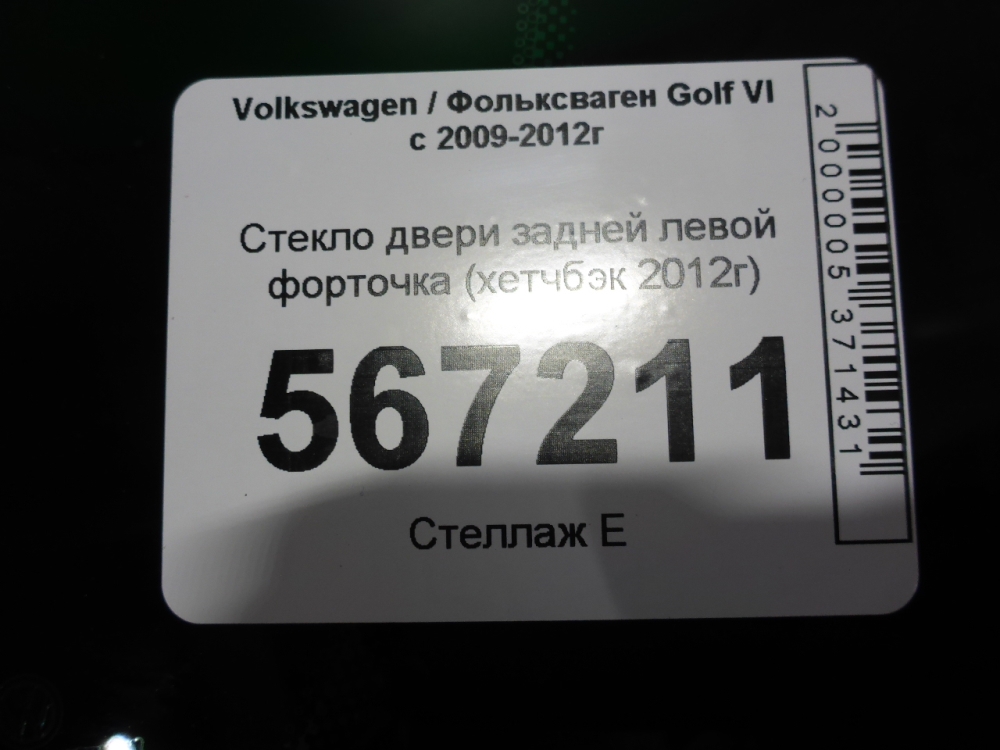 Volkswagen / Фольксваген Golf VI
с 2009-2012г
Стекло двери задней левой
форточка (хетчбэк 2012г)
567211
Стеллаж Е
2000005371431